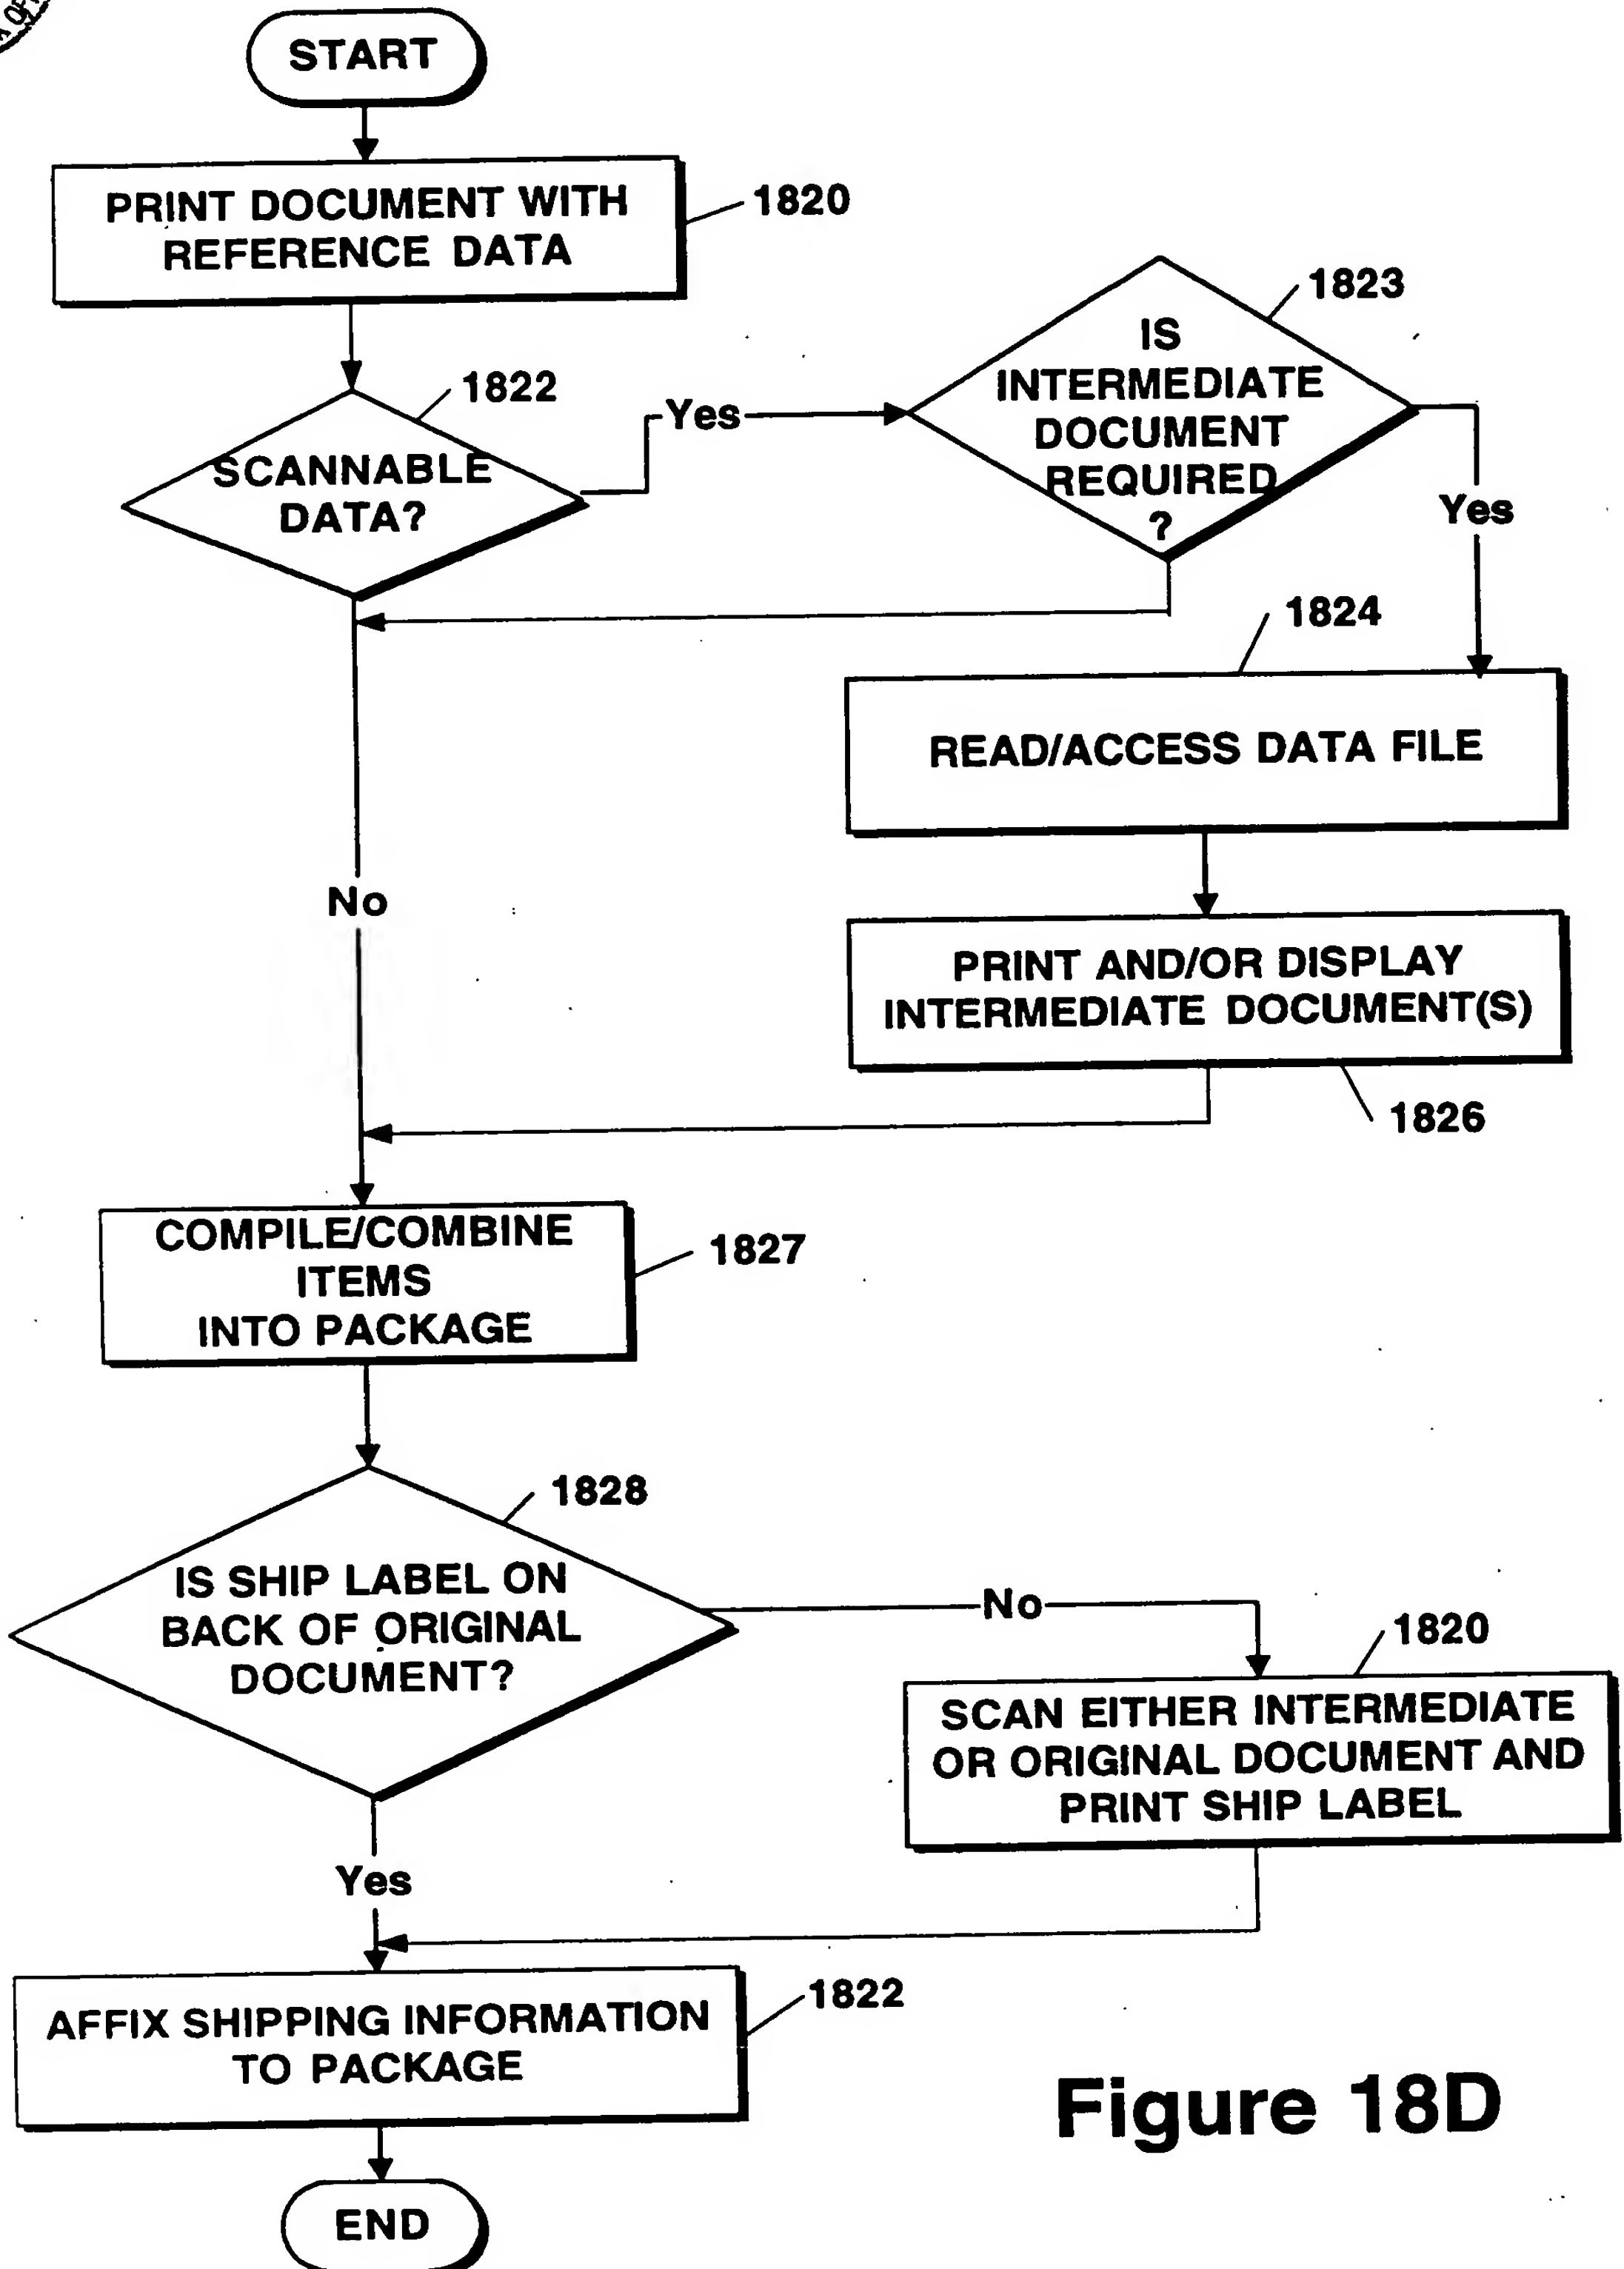 START
PRINT DOCUMENT WITH
REFERENCE DATA
1820
1822
SCANNABLE
DATA?
Yes
1823
IS
INTERMEDIATE
DOCUMENT
REQUIRED
?
Yes
1824
READ/ACCESS DATA FILE
No
PRINT AND/OR DISPLAY
INTERMEDIATE DOCUMENT(S)
1826
COMPILE/COMBINE
ITEMS
INTO PACKAGE
1827
1828
IS SHIP LABEL ON
BACK OF ORIGINAL
DOCUMENT?
No
1820
SCAN EITHER INTERMEDIATE
OR ORIGINAL DOCUMENT AND
PRINT SHIP LABEL
Yes
AFFIX SHIPPING INFORMATION
TO PACKAGE
1822
END
Figure 18D